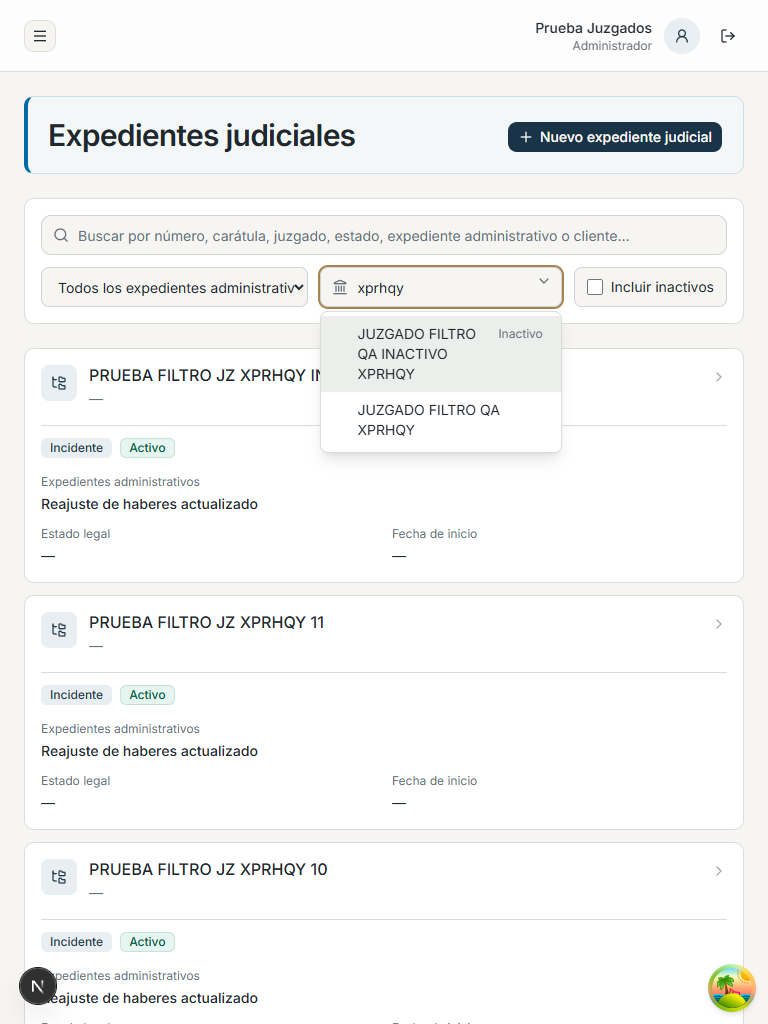 Prueba Juzgados
Administrador
Expedientes judiciales
+ Nuevo expediente judicial
Buscar por número, carátula, juzgado, estado, expediente administrativo o cliente...
Todos los expedientes administrativ
xprhqy
Incluir inactivos
JUZGADO FILTRO
QA INACTIVO
XPRHQY
Inactivo
JUZGADO FILTRO QA
XPRHQY
PRUEBA FILTRO JZ XPRHQY
—
Incidente
Activo
Expedientes administrativos
Reajuste de haberes actualizado
Estado legal
Fecha de inicio
—
—
PRUEBA FILTRO JZ XPRHQY 11
—
Incidente
Activo
Expedientes administrativos
Reajuste de haberes actualizado
Estado legal
Fecha de inicio
—
—
PRUEBA FILTRO JZ XPRHQY 10
—
Incidente
Activo
N
pedientes administrativos
eajuste de haberes actualizado